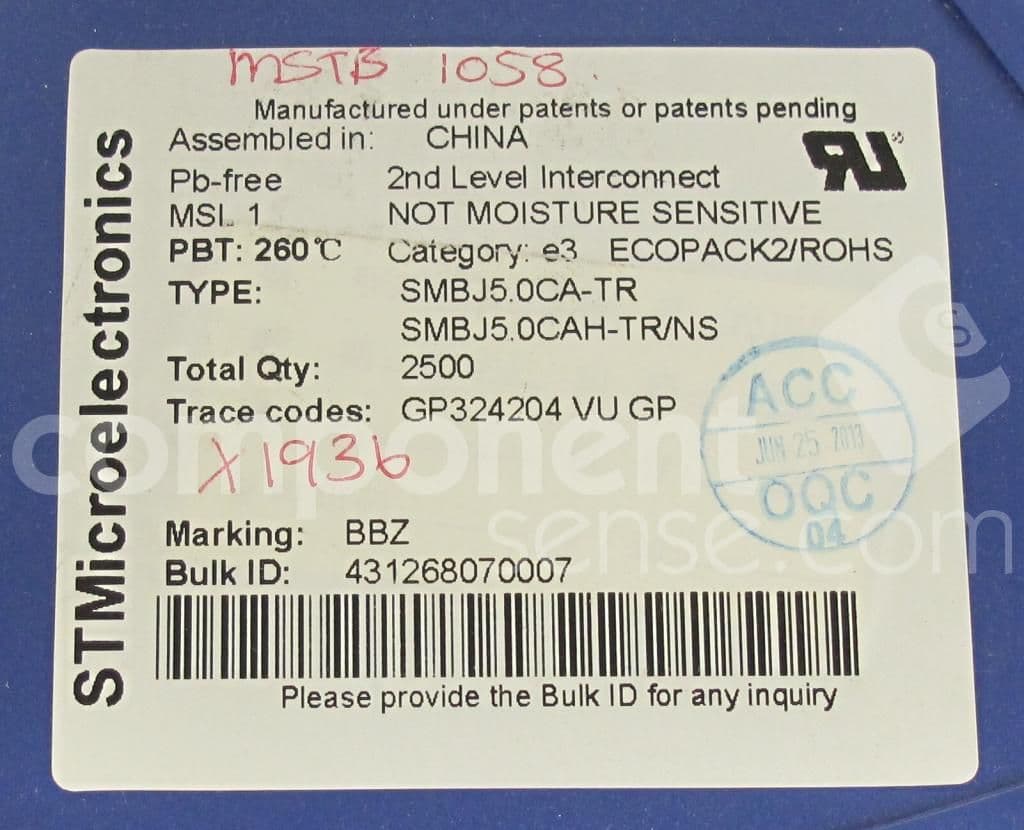 MSTB 1058.
Manufactured under patents or patents pending
Assembled in: CHINA
Pb-free 2nd Level Interconnect
MSL 1 NOT MOISTURE SENSITIVE
PBT: 260℃ Category: e3 ECOPACK2/ROHS
TYPE: SMBJ5.0CA-TR
SMBJ5.0CAH-TR/NS
Total Qty: 2500
Trace codes: GP324204 VU GP
X1936
Marking: BBZ
Bulk ID: 431268070007
Please provide the Bulk ID for any inquiry
STMicroelectronics
ACC
JUN 25 2013
OQC
04
component
sense.com